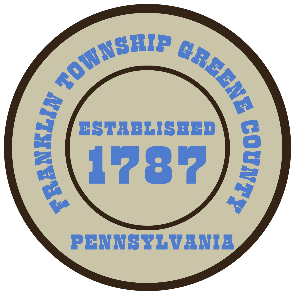 FRANKLIN TOWNSHIP GREENE COUNTY
ESTABLISHED
1787
PENNSYLVANIA